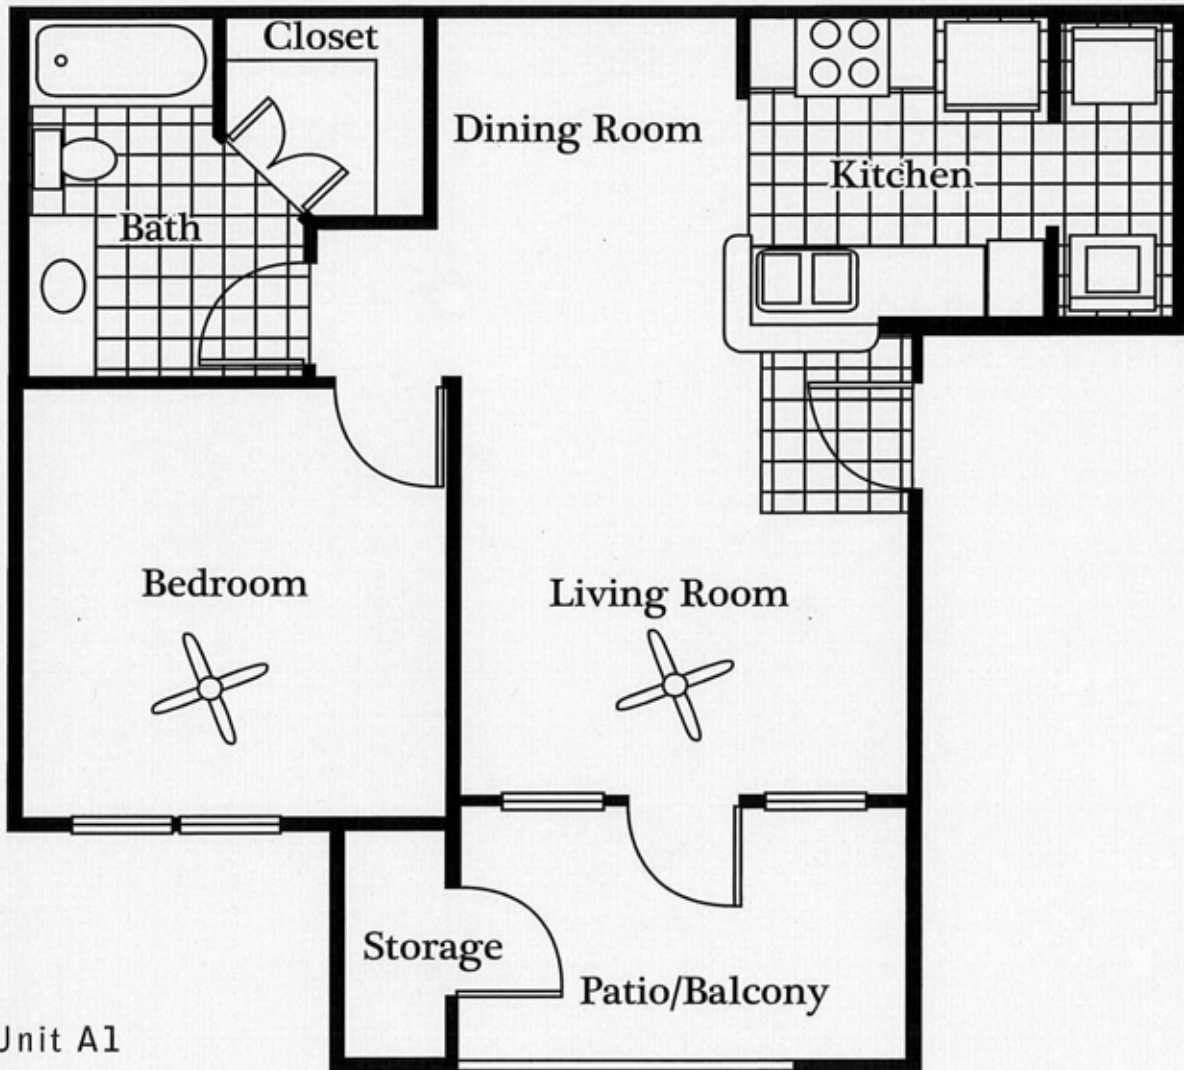 Closet
Dining Room
Kitchen
Bath
Bedroom
Living Room
Storage
Patio/Balcony
Unit A1